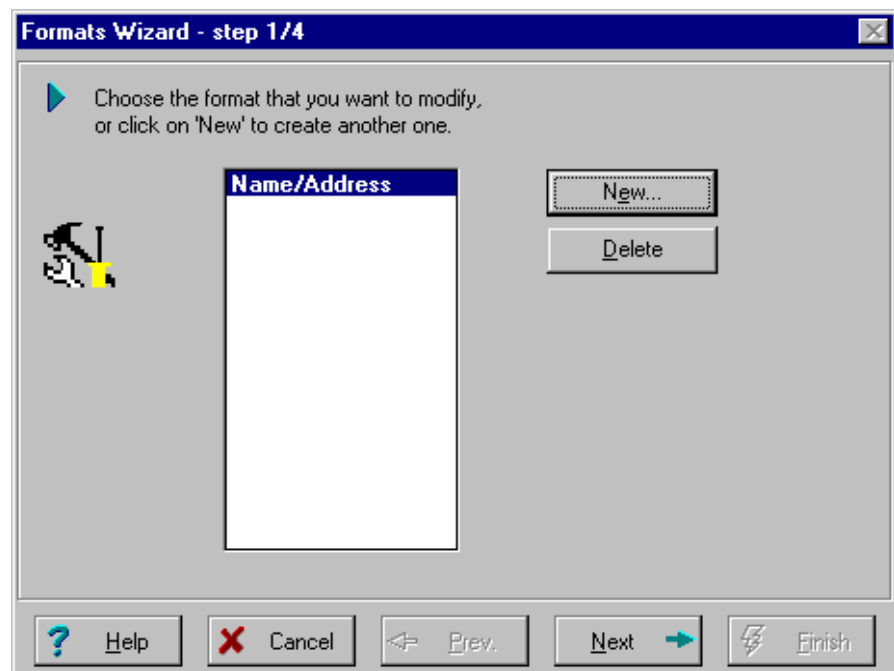 Formats Wizard - step 1/4
Choose the format that you want to modify,
or click on 'New' to create another one.
Name/Address
New...
Delete
Help
Cancel
Prev.
Next
Finish